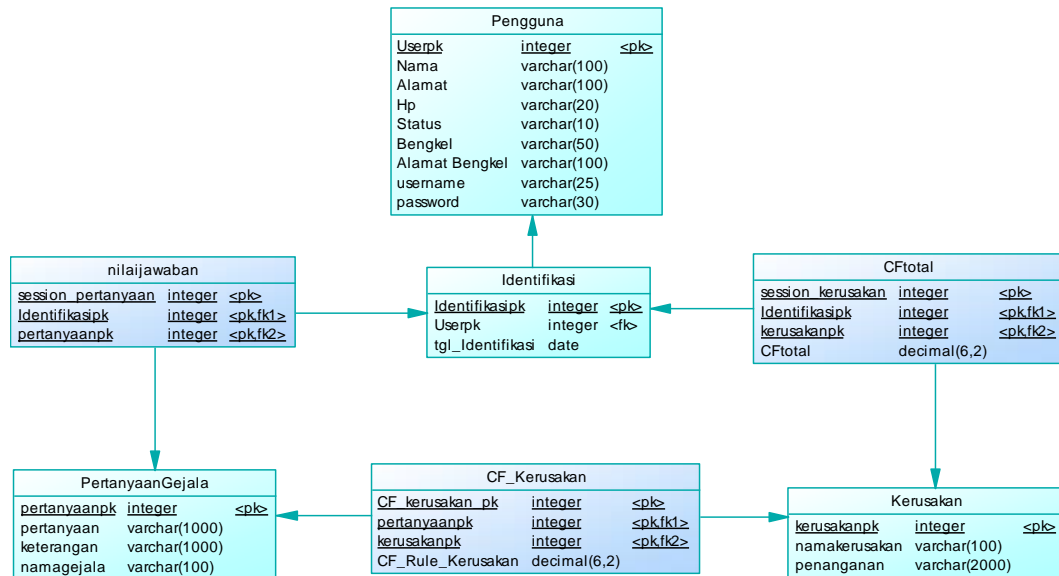 Pengguna
Userpk integer <pk>
Nama varchar(100)
Alamat varchar(100)
Hp varchar(20)
Status varchar(10)
Bengkel varchar(50)
Alamat Bengkel varchar(100)
username varchar(25)
password varchar(30)
nilaijawaban
session_pertanyaan integer <pk>
Identifikasipk integer <pk,fk1>
pertanyaanpk integer <pk,fk2>
Identifikasi
Identifikasipk integer <pk>
Userpk integer <fk>
tgl_Identifikasi date
CFtotal
session_kerusakan integer <pk>
Identifikasipk integer <pk,fk1>
kerusakanpk integer <pk,fk2>
CFtotal decimal(6,2)
PertanyaanGejala
pertanyaanpk integer <pk>
pertanyaan varchar(1000)
keterangan varchar(1000)
namagejala varchar(100)
CF_Kerusakan
CF_kerusakan_pk integer <pk>
pertanyaanpk integer <pk,fk1>
kerusakanpk integer <pk,fk2>
CF_Rule_Kerusakan decimal(6,2)
Kerusakan
kerusakanpk integer <pk>
namakerusakan varchar(100)
penanganan varchar(2000)